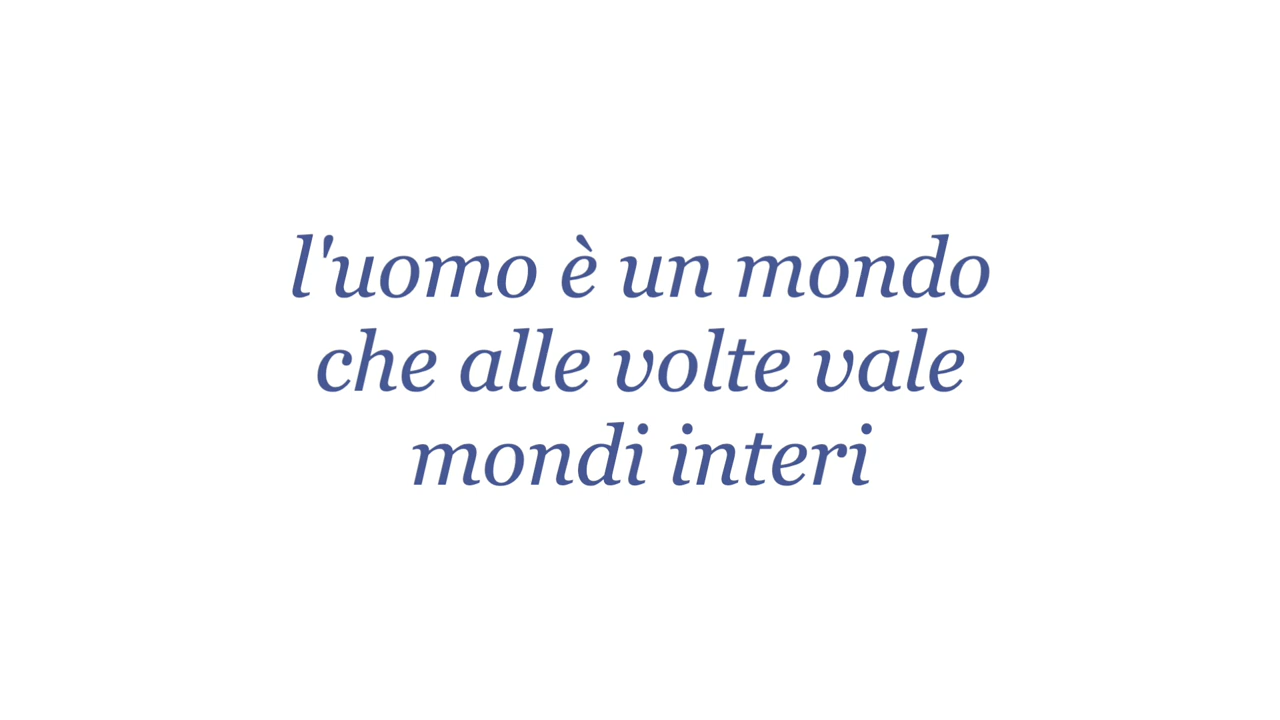 l'uomo è un mondo
che alle volte vale
mondi interi